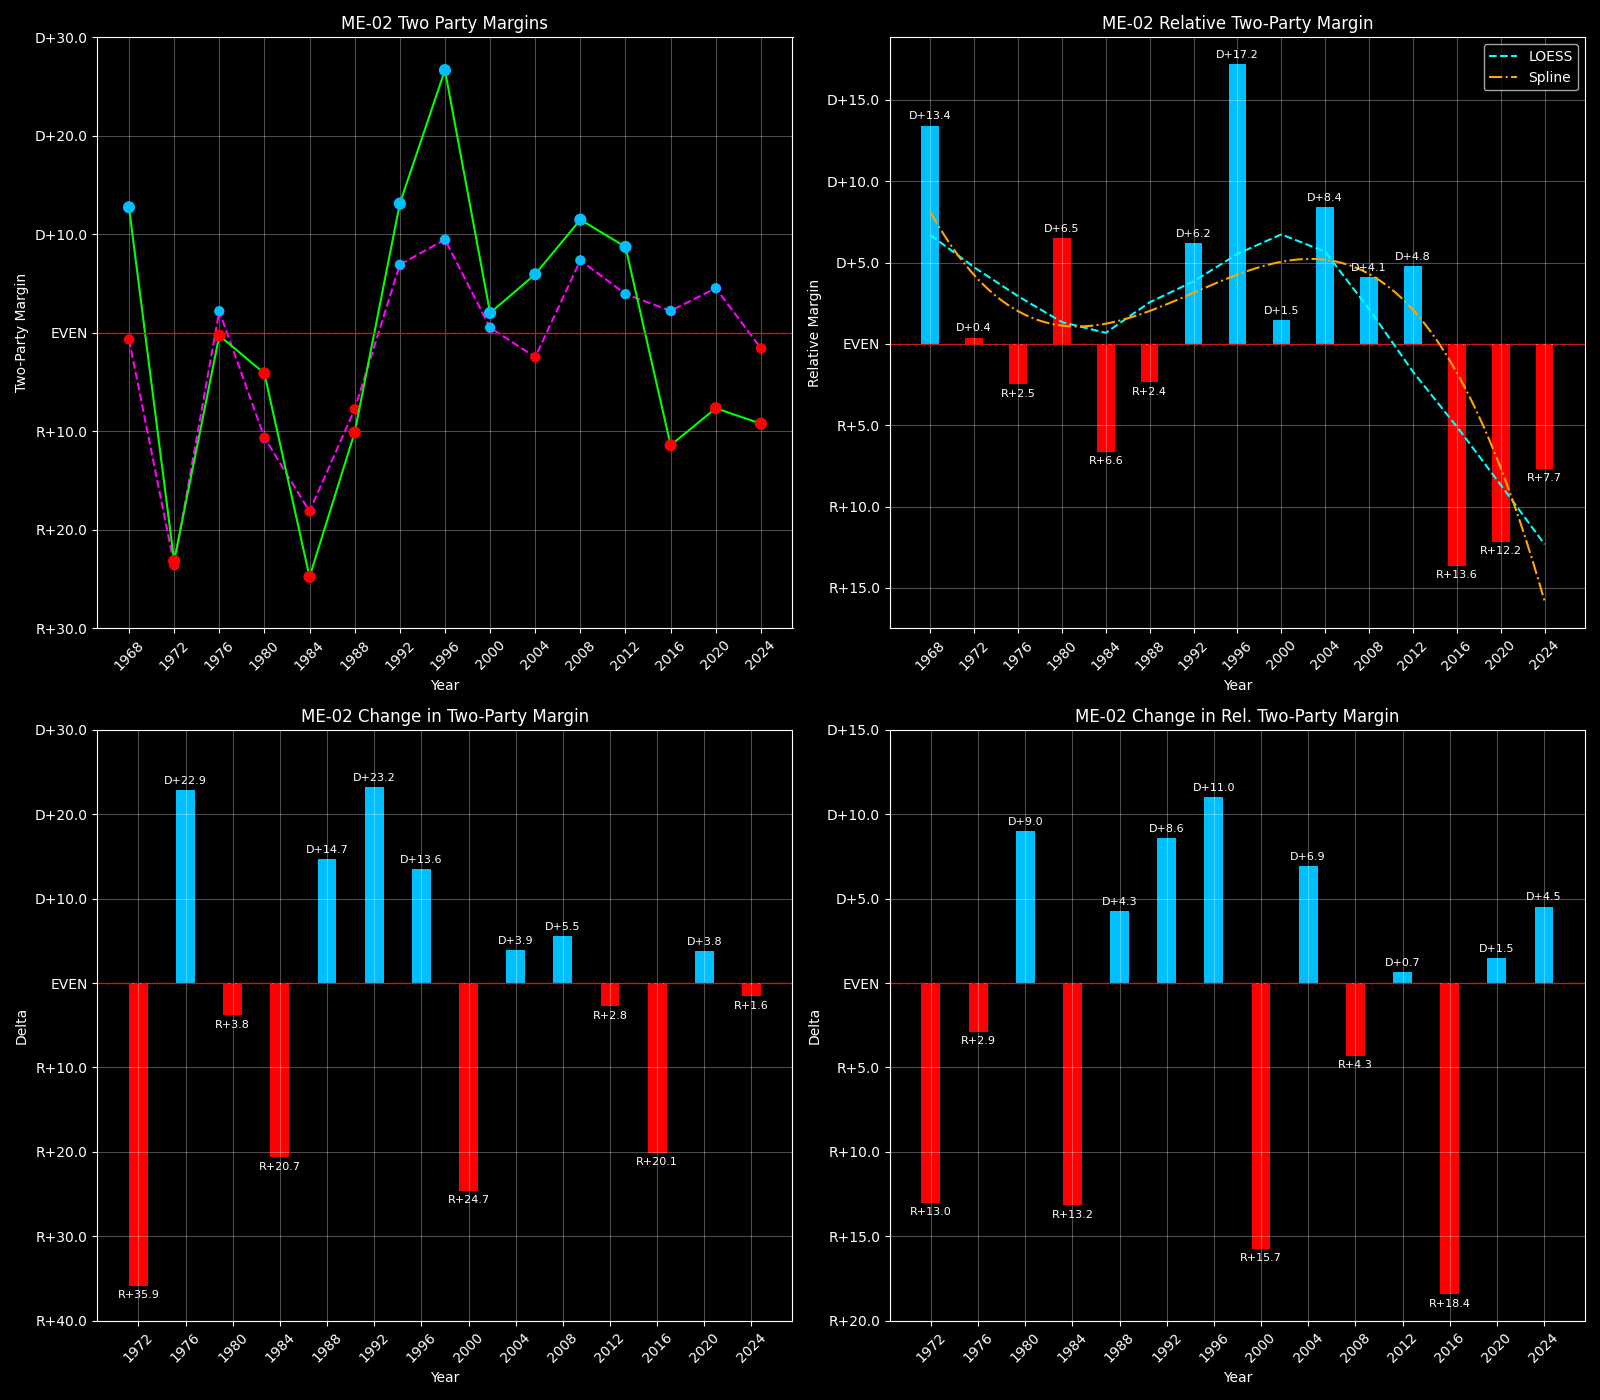 ME-02 Two Party Margins
D+30.0
D+20.0
D+10.0
EVEN
R+10.0
R+20.0
R+30.0
Two-Party Margin
1968
1972
1976
1980
1984
1988
1992
1996
2000
2004
2008
2012
2016
2020
2024
Year
ME-02 Relative Two-Party Margin
LOESS
Spline
D+15.0
D+10.0
D+5.0
EVEN
R+5.0
R+10.0
R+15.0
Relative Margin
D+13.4
D+0.4
R+2.5
D+6.5
R+6.6
R+2.4
D+6.2
D+17.2
D+1.5
D+8.4
D+4.1
D+4.8
R+13.6
R+12.2
R+7.7
1968
1972
1976
1980
1984
1988
1992
1996
2000
2004
2008
2012
2016
2020
2024
Year
ME-02 Change in Two-Party Margin
D+30.0
D+20.0
D+10.0
EVEN
R+10.0
R+20.0
R+30.0
R+40.0
Delta
R+35.9
D+22.9
R+3.8
R+20.7
D+14.7
D+23.2
D+13.6
R+24.7
D+3.9
D+5.5
R+2.8
R+20.1
D+3.8
R+1.6
1972
1976
1980
1984
1988
1992
1996
2000
2004
2008
2012
2016
2020
2024
Year
ME-02 Change in Rel. Two-Party Margin
D+15.0
D+10.0
D+5.0
EVEN
R+5.0
R+10.0
R+15.0
R+20.0
Delta
R+13.0
R+2.9
D+9.0
R+13.2
D+4.3
D+8.6
D+11.0
R+15.7
D+6.9
R+4.3
D+0.7
R+18.4
D+1.5
D+4.5
1972
1976
1980
1984
1988
1992
1996
2000
2004
2008
2012
2016
2020
2024
Year